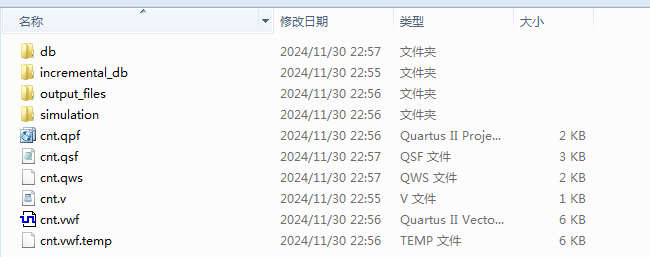 名称 修改日期 类型 大小
db 2024/11/30 22:57 文件夹
incremental_db 2024/11/30 22:55 文件夹
output_files 2024/11/30 22:56 文件夹
simulation 2024/11/30 22:56 文件夹
cnt.qpf 2024/11/30 22:56 Quartus II Proje... 2 KB
cnt.qsf 2024/11/30 22:57 QSF 文件 3 KB
cnt.qws 2024/11/30 22:57 QWS 文件 2 KB
cnt.v 2024/11/30 22:55 V 文件 1 KB
cnt.vwf 2024/11/30 22:56 Quartus II Vecto... 6 KB
cnt.vwf.temp 2024/11/30 22:56 TEMP 文件 6 KB